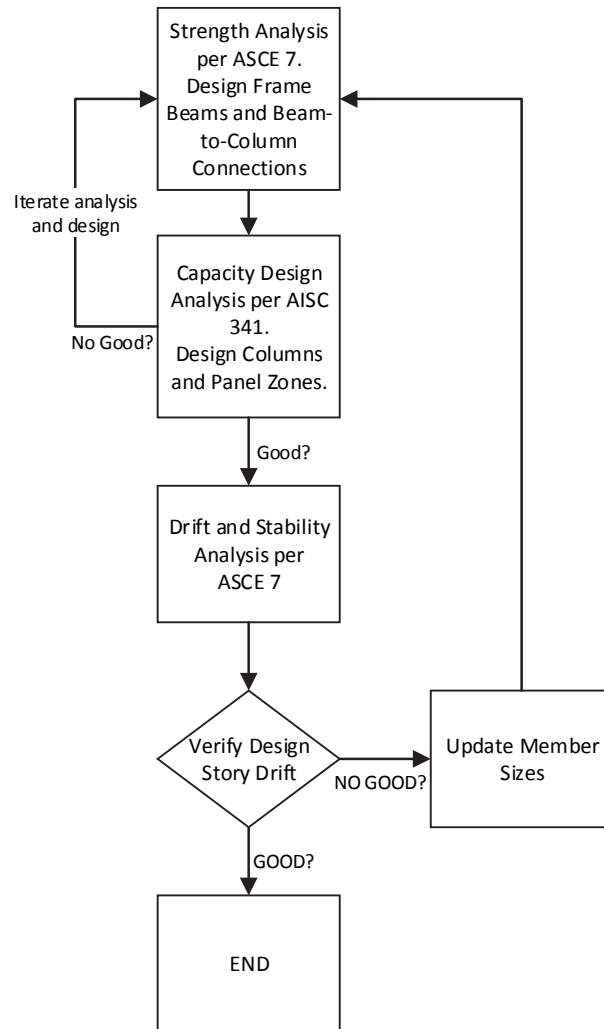 Strength Analysis
per ASCE 7.
Design Frame
Beams and Beam-
to-Column
Connections
Iterate analysis
and design
Capacity Design
Analysis per AISC
341.
Design Columns
and Panel Zones.
No Good?
Good?
Drift and Stability
Analysis per
ASCE 7
Verify Design
Story Drift
NO GOOD?
Update Member
Sizes
GOOD?
END